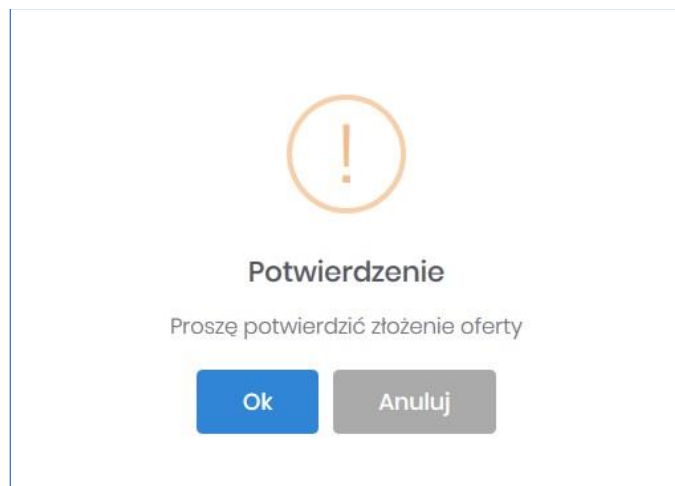 !
Potwierdzenie
Proszę potwierdzić złożenie oferty
Ok
Anuluj